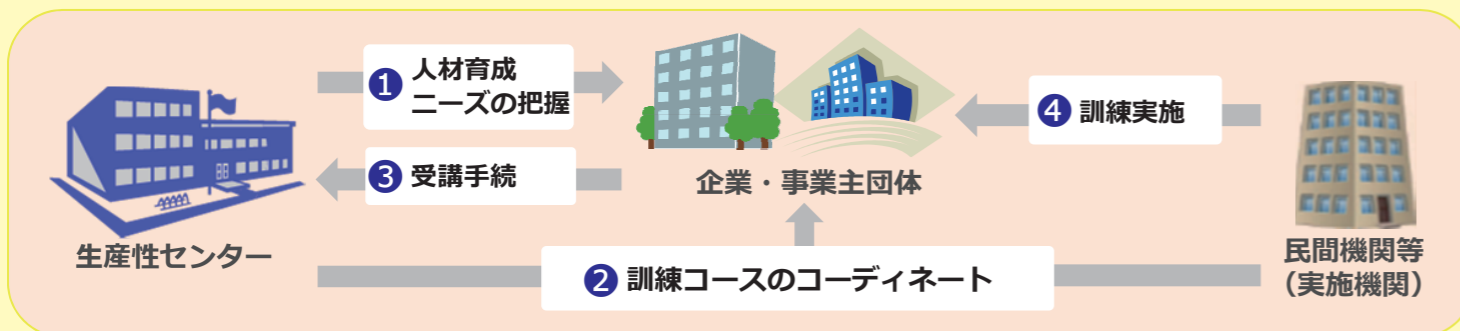 ❶ 人材育成
ニーズの把握
❹ 訓練実施
❸ 受講手続
企業・事業主団体
生産性センター
民間機関等
（実施機関）
❷ 訓練コースのコーディネート